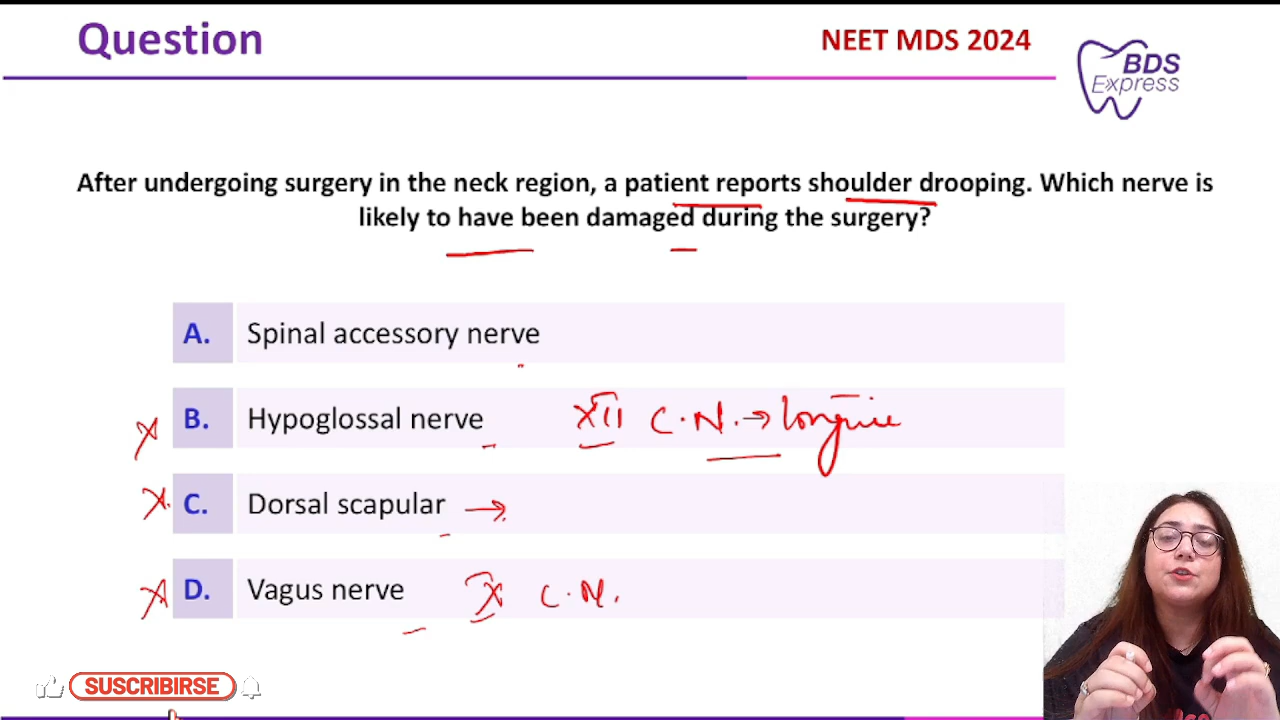 Question
NEET MDS 2024
BDS
Express
After undergoing surgery in the neck region, a patient reports shoulder drooping. Which nerve is
likely to have been damaged during the surgery?
A. Spinal accessory nerve
B. Hypoglossal nerve XII C.N. → tongue
C. Dorsal scapular →
D. Vagus nerve X C.N.
SUSCRIBIRSE